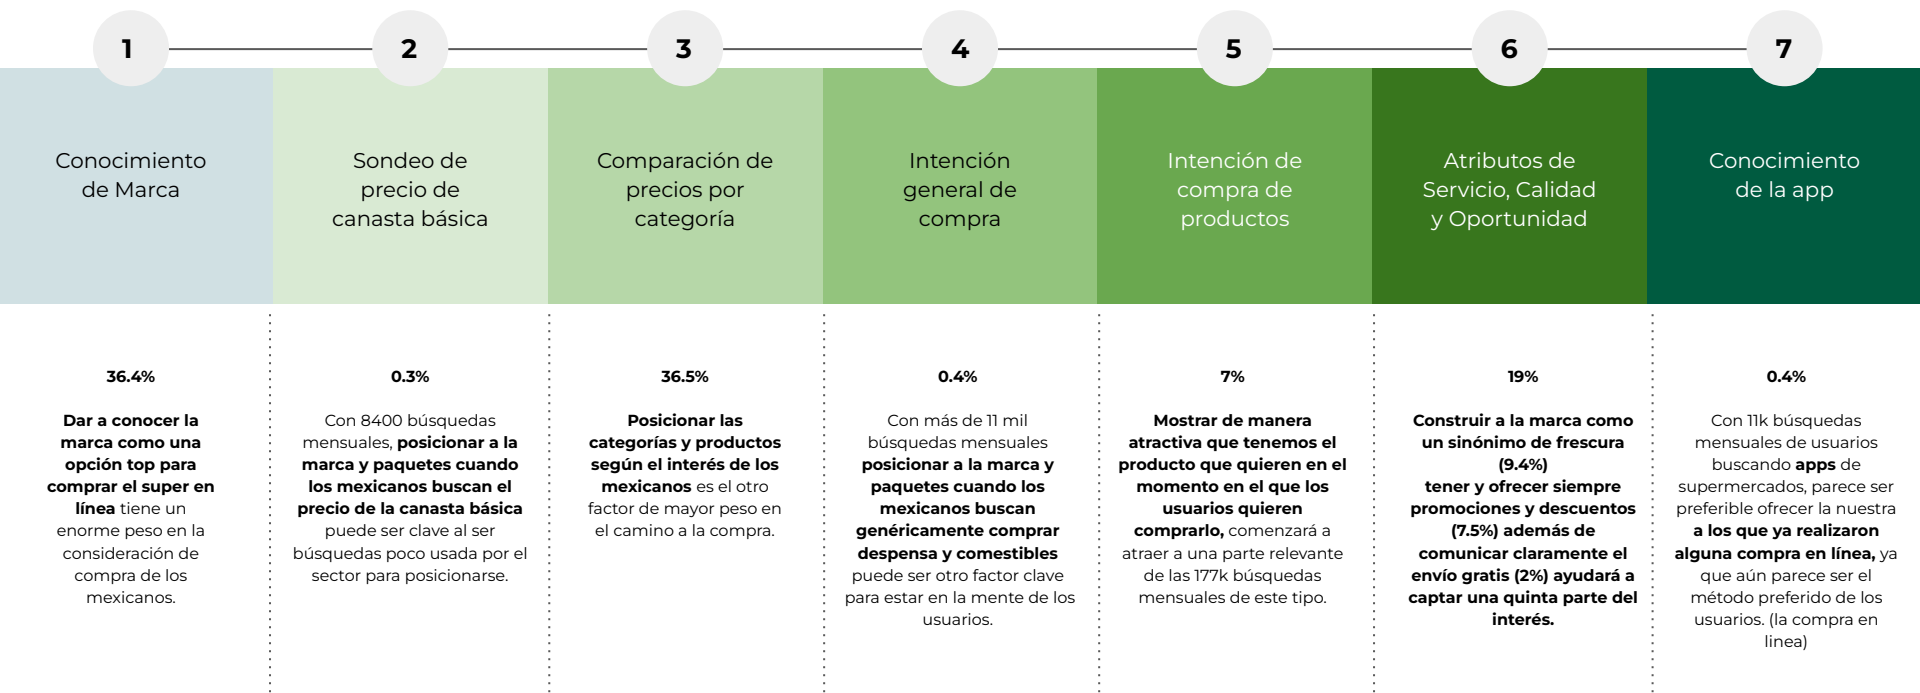 1
2
3
4
5
6
7
Conocimiento
de Marca
Sondeo de
precio de
canasta básica
Comparación de
precios por
categoría
Intención
general de
compra
Intención de
compra de
productos
Atributos de
Servicio, Calidad
y Oportunidad
Conocimiento
de la app
36.4%
Dar a conocer la
marca como una
opción top para
comprar el super en
línea tiene un
enorme peso en la
consideración de
compra de los
mexicanos.
0.3%
Con 8400 búsquedas
mensuales, posicionar a la
marca y paquetes cuando
los mexicanos buscan el
precio de la canasta básica
puede ser clave al ser
búsquedas poco usada por el
sector para posicionarse.
36.5%
Posicionar las
categorías y productos
según el interés de los
mexicanos es el otro
factor de mayor peso en
el camino a la compra.
0.4%
Con más de 11 mil
búsquedas mensuales
posicionar a la marca y
paquetes cuando los
mexicanos buscan
genéricamente comprar
despensa y comestibles
puede ser otro factor clave
para estar en la mente de los
usuarios.
7%
Mostrar de manera
atractiva que tenemos el
producto que quieren en el
momento en el que los
usuarios quieren
comprarlo, comenzará a
atraer a una parte relevante
de las 177k búsquedas
mensuales de este tipo.
19%
Construir a la marca como
un sinónimo de frescura
(9.4%)
tener y ofrecer siempre
promociones y descuentos
(7.5%) además de
comunicar claramente el
envío gratis (2%) ayudará a
captar una quinta parte del
interés.
0.4%
Con 11k búsquedas
mensuales de usuarios
buscando apps de
supermercados, parece ser
preferible ofrecer la nuestra
a los que ya realizaron
alguna compra en línea, ya
que aún parece ser el
método preferido de los
usuarios. (la compra en
linea)